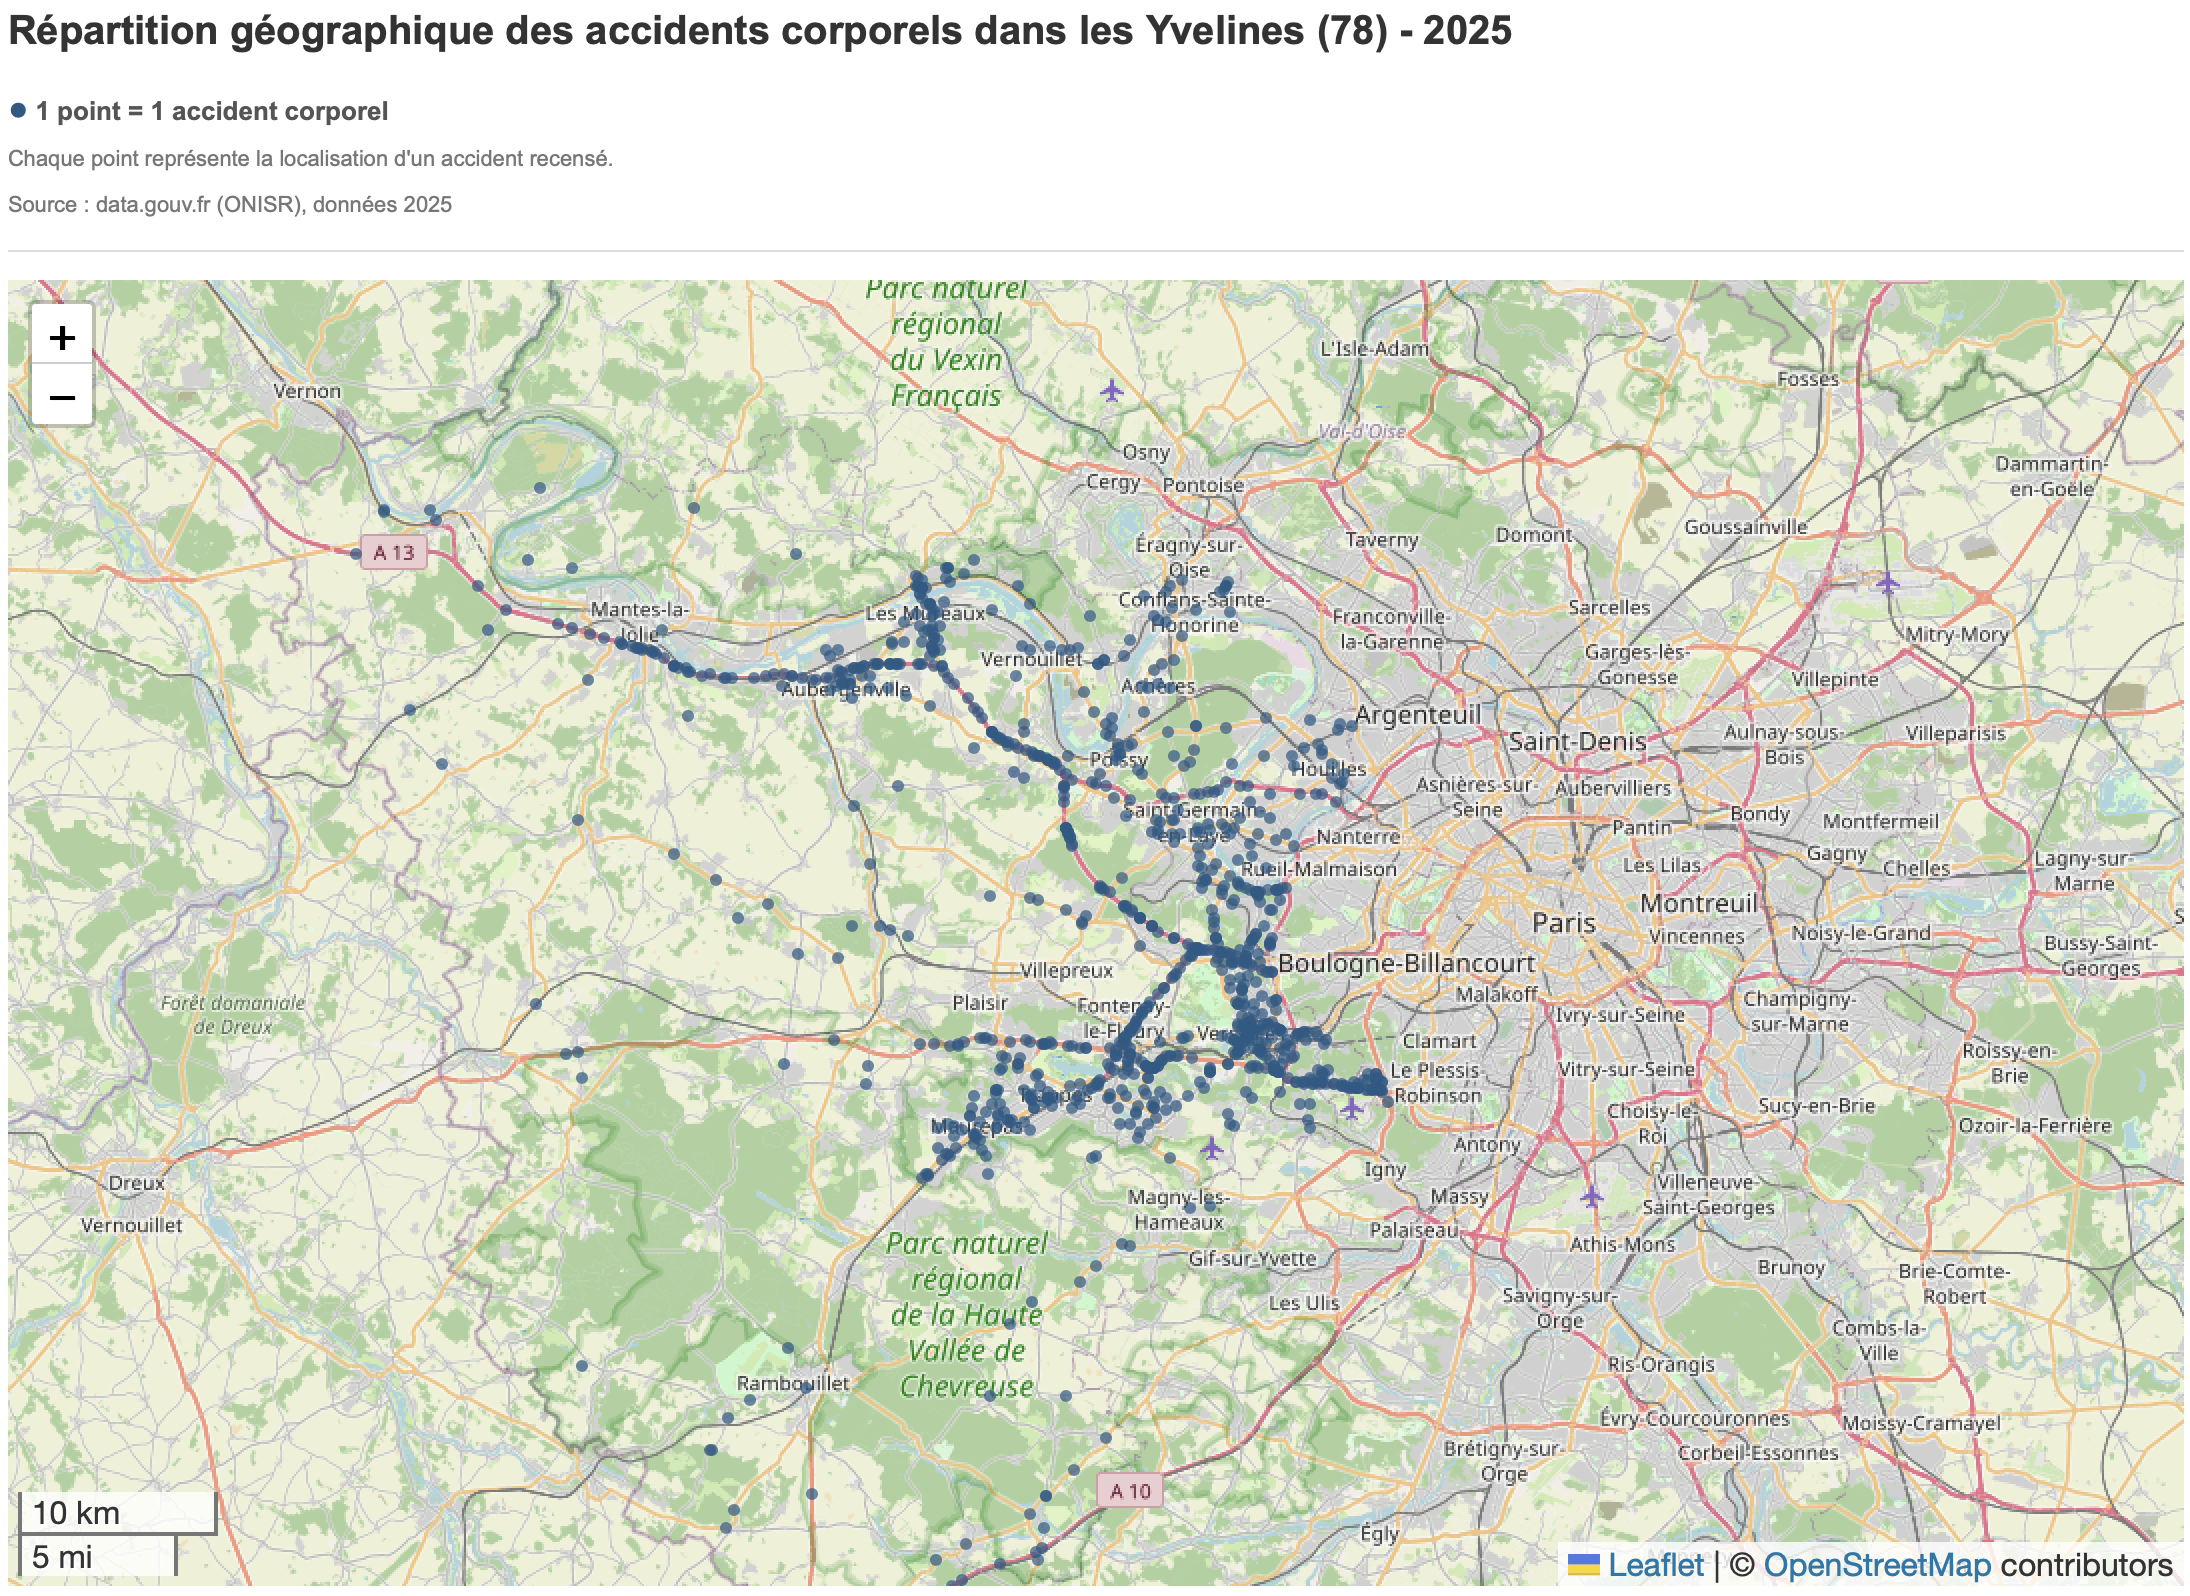 Répartition géographique des accidents corporels dans les Yvelines (78) - 2025
1 point = 1 accident corporel
Chaque point représente la localisation d'un accident recensé.
Source : data.gouv.fr (ONISR), données 2025
+
−
Parc naturel
régional
du Vexin
Français
L'Isle-Adam
Fosses
Vernon
Val-d'Oise
Osny
Cergy
Pontoise
Dammartin-
en-Goële
Goussainville
Domont
Taverny
A 13
Éragny-sur-
Oise
Mantes-la-
Jolie
Les Mureaux
Conflans-Sainte-
Honorine
Franconville-
la-Garenne
Sarcelles
Mitry-Mory
Garges-lès-
Gonesse
Vernouillet
Villepinte
Aubergenville
Achères
Argenteuil
Saint-Denis
Aulnay-sous-
Bois
Villeparisis
Poissy
Houilles
Asnières-sur-
Seine
Aubervilliers
Saint-Germain-
en-Laye
Bondy
Montfermeil
Pantin
Nanterre
Rueil-Malmaison
Les Lilas
Gagny
Chelles
Lagny-sur-
Marne
Montreuil
Paris
Vincennes
Noisy-le-Grand
Bussy-Saint-
Georges
Boulogne-Billancourt
Villepreux
Malakoff
Champigny-
sur-Marne
Forêt domaniale
de Dreux
Plaisir
Fontenay-
le-Fleury
Ivry-sur-Seine
Clamart
Roissy-en-
Brie
Le Plessis-
Robinson
Vitry-sur-Seine
Sucy-en-Brie
Choisy-le-
Roi
Ozoir-la-Ferrière
Maurepas
Antony
Igny
Dreux
Vernouillet
Magny-les-
Hameaux
Massy
Villeneuve-
Saint-Georges
Palaiseau
Athis-Mons
Parc naturel
régional
de la Haute
Vallée de
Chevreuse
Gif-sur-Yvette
Brunoy
Brie-Comte-
Robert
Les Ulis
Savigny-sur-
Orge
Combs-la-
Ville
Ris-Orangis
Rambouillet
Évry-Courcouronnes
Moissy-Cramayel
Corbeil-Essonnes
Brétigny-sur-
Orge
A 10
Égly
10 km
5 mi
Leaflet | © OpenStreetMap contributors